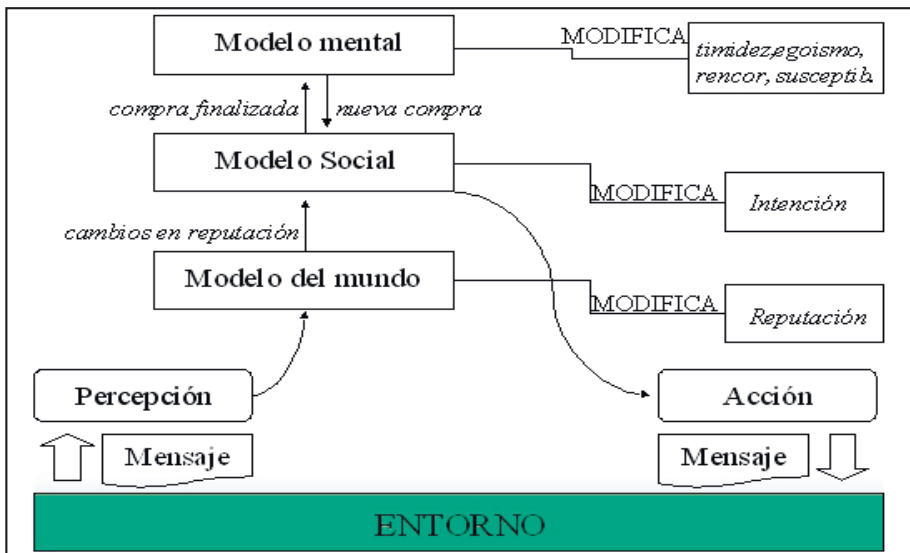 Modelo mental
MODIFICA
timidez,egoismo,
rencor, susceptib.
compra finalizada
nueva compra
Modelo Social
MODIFICA
Intención
cambios en reputación
Modelo del mundo
MODIFICA
Reputación
Percepción
Acción
Mensaje
Mensaje
ENTORNO